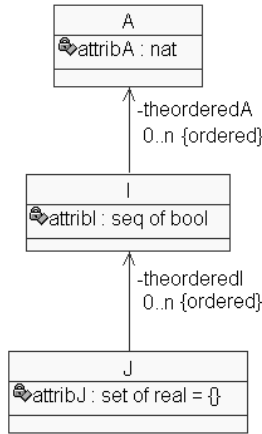 A
attribA : nat
-theorderedA
0..n {ordered}
I
attribI : seq of bool
-theorderedI
0..n {ordered}
J
attribJ : set of real = {}